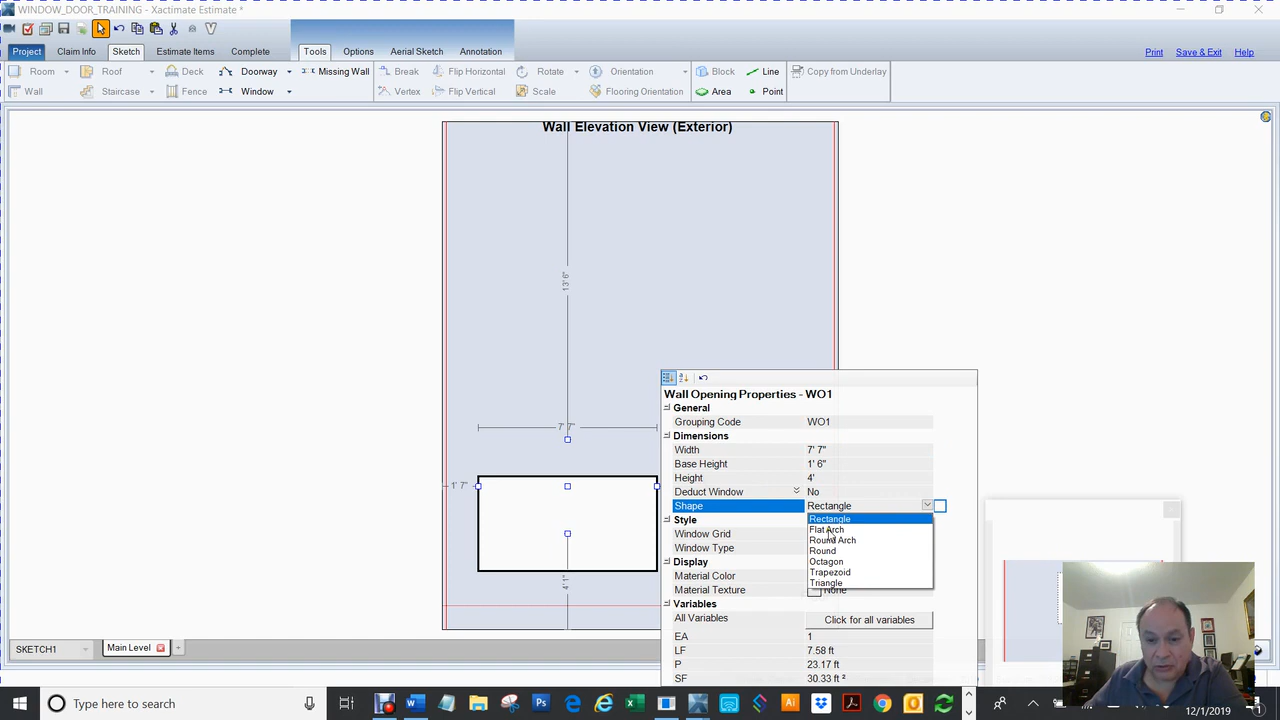 WINDOW_DOOR_TRAINING - Xactimate Estimate *
Project Claim Info Sketch Estimate Items Complete Tools Options Aerial Sketch Annotation Print Save & Exit Help
Room Roof Deck Doorway Missing Wall Break Flip Horizontal Rotate Orientation Block Line Copy from Underlay
Wall Staircase Fence Window Vertex Flip Vertical Scale Flooring Orientation Area Point
Wall Elevation View (Exterior)
13' 6"
7' 7"
1' 7"
4' 1"
Wall Opening Properties - WO1
General
Grouping Code WO1
Dimensions
Width 7' 7"
Base Height 1' 6"
Height 4'
Deduct Window No
Shape Rectangle
Rectangle
Flat Arch
Round Arch
Round
Octagon
Trapezoid
Triangle
Style
Window Grid
Window Type
Display
Material Color
Material Texture None
Variables
All Variables Click for all variables
EA 1
LF 7.58 ft
P 23.17 ft
SF 30.33 ft ²
SKETCH1 Main Level
Type here to search
12/1/2019